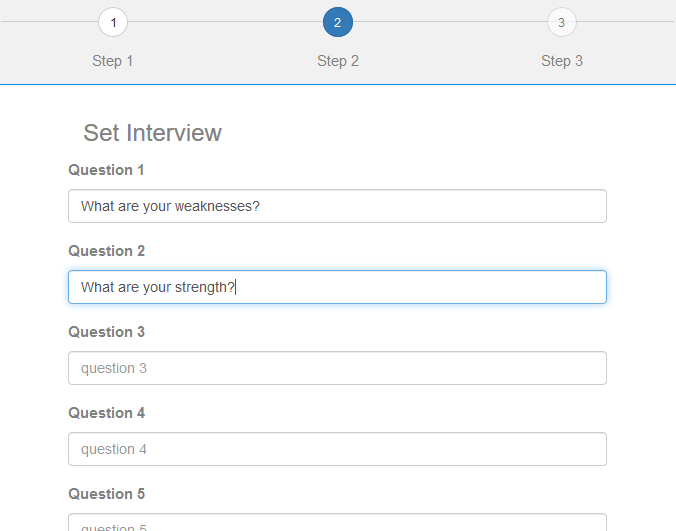 1 2 3
Step 1 Step 2 Step 3
Set Interview
Question 1
What are your weaknesses?
Question 2
What are your strength?
Question 3
question 3
Question 4
question 4
Question 5
question 5